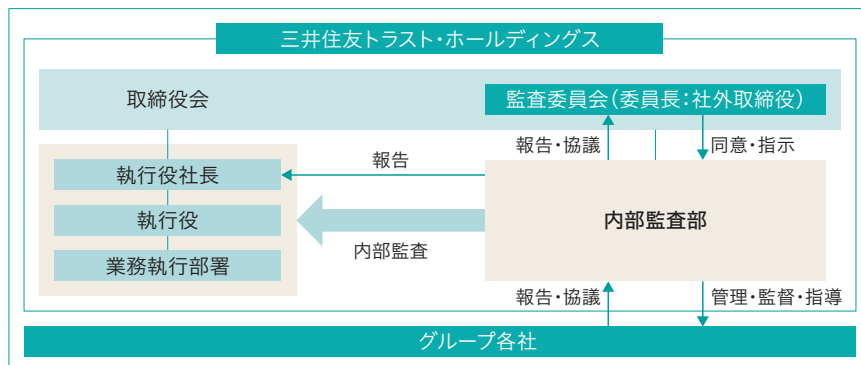 三井住友トラスト・ホールディングス
取締役会
監査委員会(委員長:社外取締役)
報告・協議
同意・指示
執行役社長
報告
執行役
内部監査部
業務執行部署
内部監査
報告・協議
管理・監督・指導
グループ各社